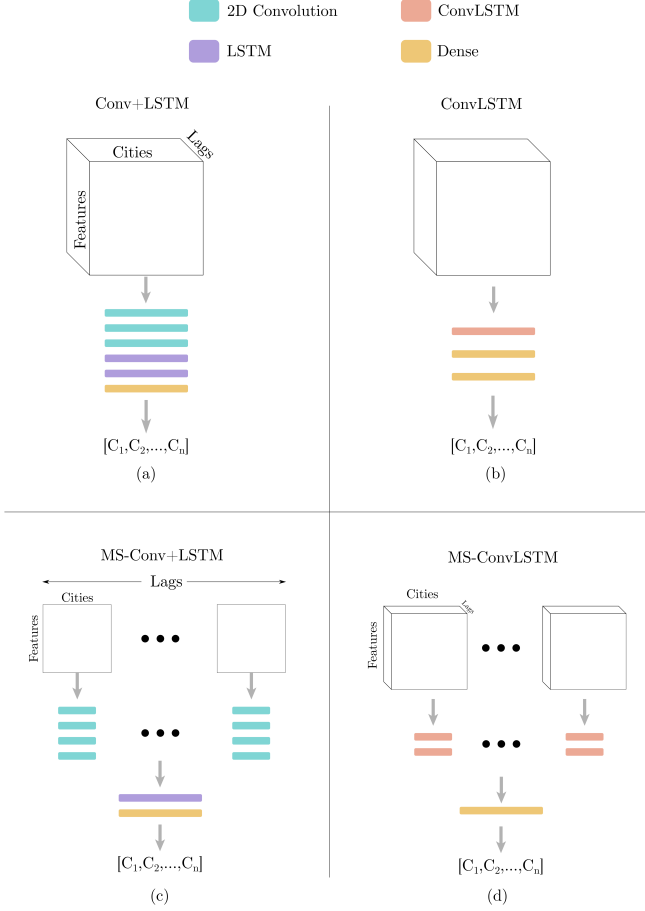 2D Convolution
ConvLSTM
LSTM
Dense
Conv+LSTM
Cities
Lags
Features
[C1,C2,...,Cn]
(a)
ConvLSTM
[C1,C2,...,Cn]
(b)
MS-Conv+LSTM
Lags
Cities
Features
[C1,C2,...,Cn]
(c)
MS-ConvLSTM
Cities
Lags
Features
[C1,C2,...,Cn]
(d)